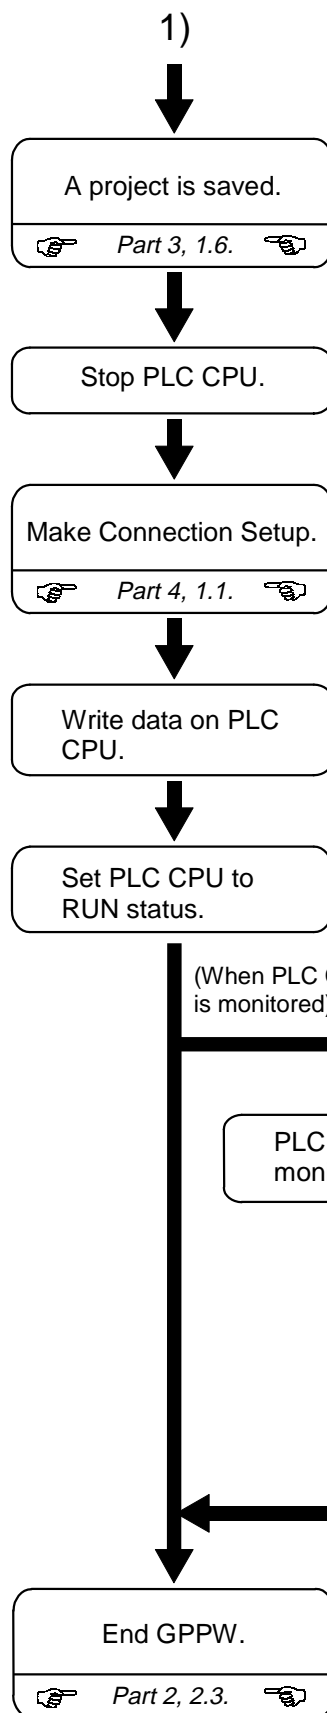 1)
A project is saved.
Part 3, 1.6.
Stop PLC CPU.
Make Connection Setup.
Part 4, 1.1.
Write data on PLC
CPU.
Set PLC CPU to
RUN status.
(When PLC
is monitored)
PLC
End GPPW.
Part 2, 2.3.